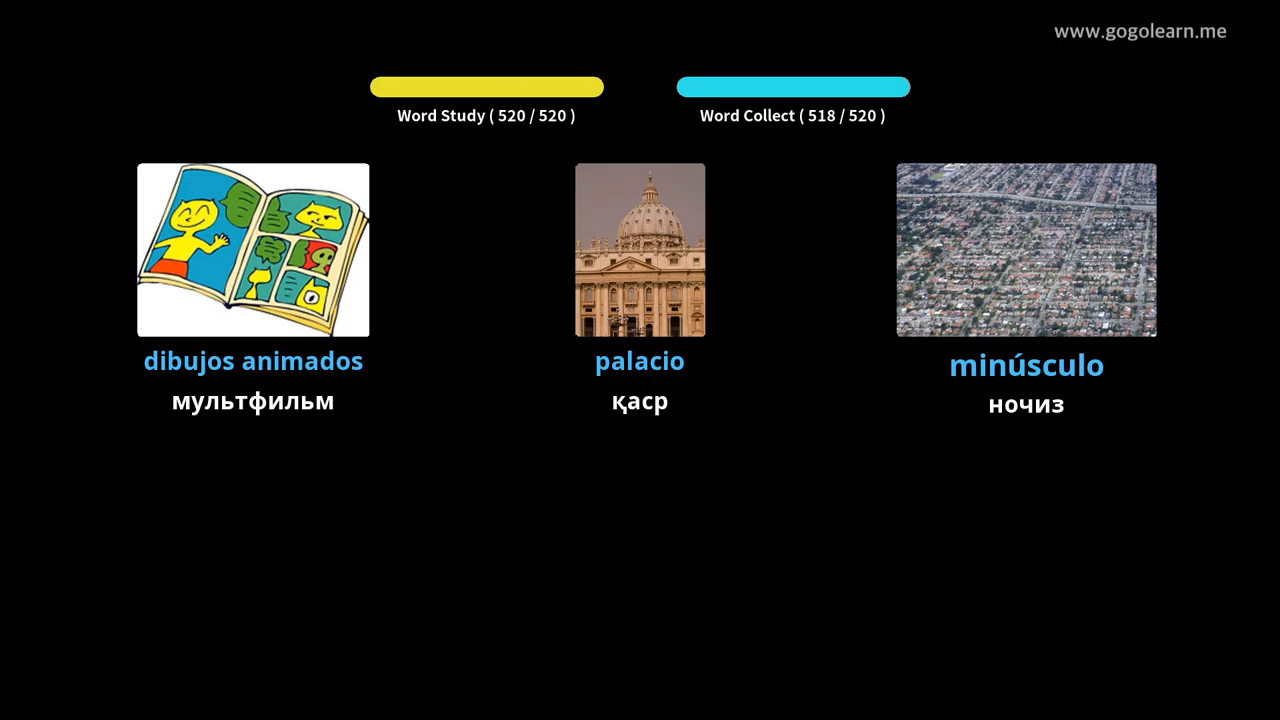 www.gogolearn.me
Word Study ( 520 / 520 )
Word Collect ( 518 / 520 )
dibujos animados
palacio
minúsculo
мультфильм
қаср
ночиз